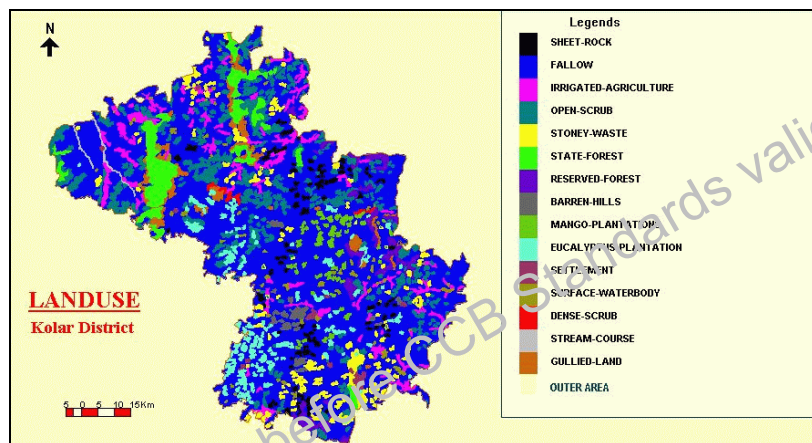 N
Legends
SHEET-ROCK
FALLOW
IRRIGATED-AGRICULTURE
OPEN-SCRUB
STONEY-WASTE
STATE-FOREST
RESERVED-FOREST
BARREN-HILLS
MANGO-PLANTATIONS
EUCALYPTUS-PLANTATION
SETTLEMENT
SURFACE-WATERBODY
DENSE-SCRUB
STREAM-COURSE
GULLIED-LAND
OUTER AREA
LANDUSE
Kolar District
5 0 5 10 15Km
before CCB Standards valid